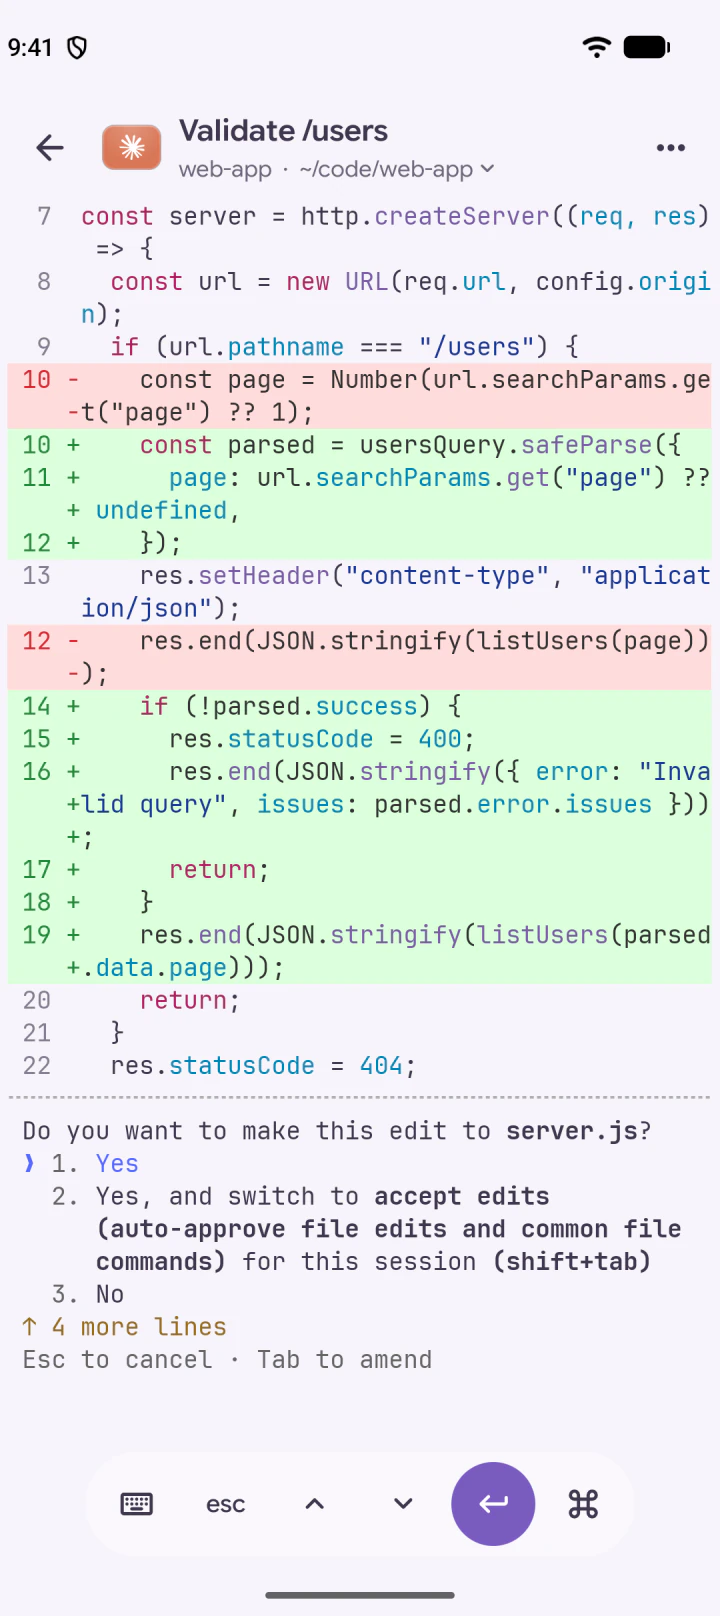 9:41
Validate /users
web-app · ~/code/web-app
7 const server = http.createServer((req, res)
=> {
8 const url = new URL(req.url, config.origi
n);
9 if (url.pathname === "/users") {
10 - const page = Number(url.searchParams.ge
-t("page") ?? 1);
10 + const parsed = usersQuery.safeParse({
11 + page: url.searchParams.get("page") ??
+ undefined,
12 + });
13 res.setHeader("content-type", "applicat
ion/json");
12 - res.end(JSON.stringify(listUsers(page))
-);
14 + if (!parsed.success) {
15 + res.statusCode = 400;
16 + res.end(JSON.stringify({ error: "Inva
+lid query", issues: parsed.error.issues }))
+;
17 + return;
18 + }
19 + res.end(JSON.stringify(listUsers(parsed
+.data.page)));
20 return;
21 }
22 res.statusCode = 404;
Do you want to make this edit to server.js?
❯ 1. Yes
2. Yes, and switch to accept edits
(auto-approve file edits and common file
commands) for this session (shift+tab)
3. No
↑ 4 more lines
Esc to cancel · Tab to amend
esc